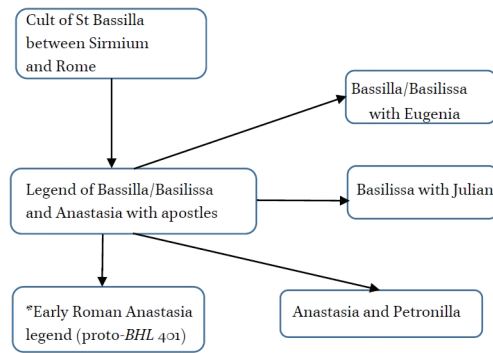 Cult of St Bassilla
between Sirmium
and Rome
Bassilla/Basilissa
with Eugenia
Legend of Bassilla/Basilissa
and Anastasia with apostles
Basilissa with Julian
*Early Roman Anastasia
legend (proto-BHL 401)
Anastasia and Petronilla